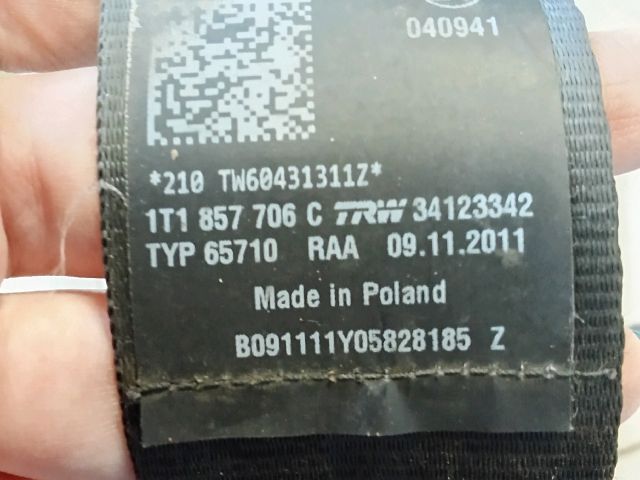 040941
*210 TW60431311Z*
1T1 857 706 C TRW 34123342
TYP 65710 RAA 09.11.2011
Made in Poland
B091111Y05828185 Z